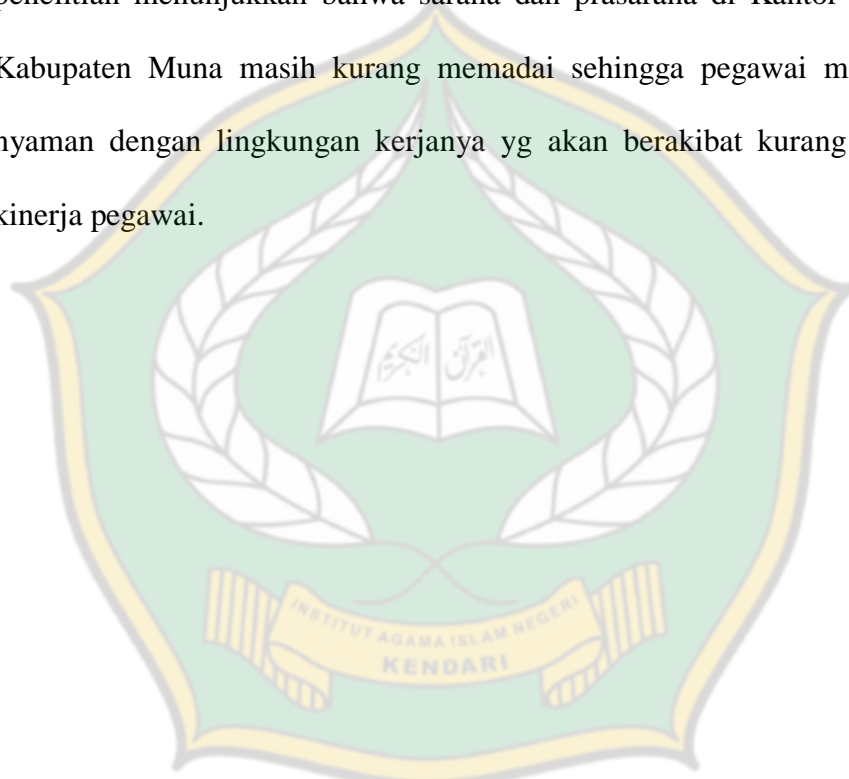 penelitian menunjukkan bahwa sarana dan prasarana di Kantor
Kabupaten Muna masih kurang memadai sehingga pegawai
nyaman dengan lingkungan kerjanya yg akan berakibat kurang
kinerja pegawai.
القرآن الكريم
INSTITUT AGAMA ISLAM NEGERI
KENDARI